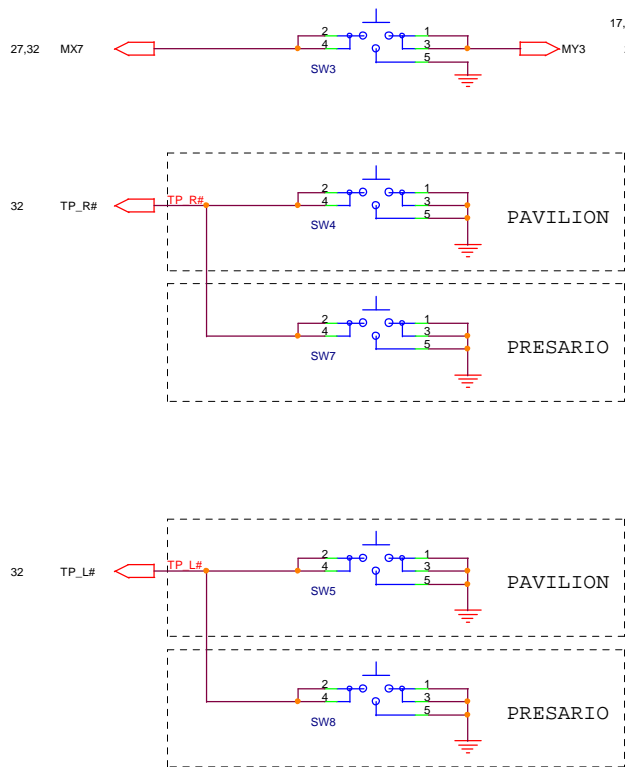 17,
2 1
27,32 MX7 4 3 MY3
5
SW3
TP_R# 2 1
32 TP_R# 4 3
5 PAVILION
SW4
2 1
4 3
5 PRESARIO
SW7
TP_L# 2 1
32 TP_L# 4 3
5 PAVILION
SW5
2 1
4 3
5 PRESARIO
SW8